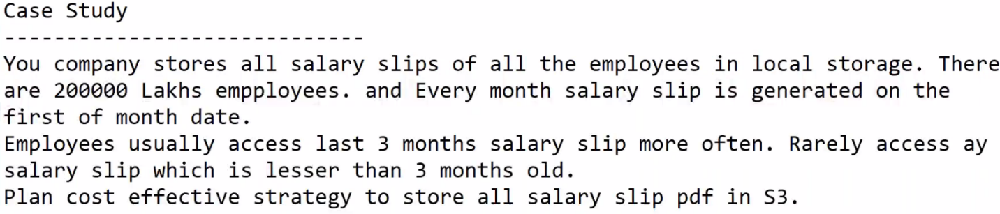 Case Study
-----------------------------
You company stores all salary slips of all the employees in local storage. There
are 200000 Lakhs empployees. and Every month salary slip is generated on the
first of month date.
Employees usually access last 3 months salary slip more often. Rarely access ay
salary slip which is lesser than 3 months old.
Plan cost effective strategy to store all salary slip pdf in S3.